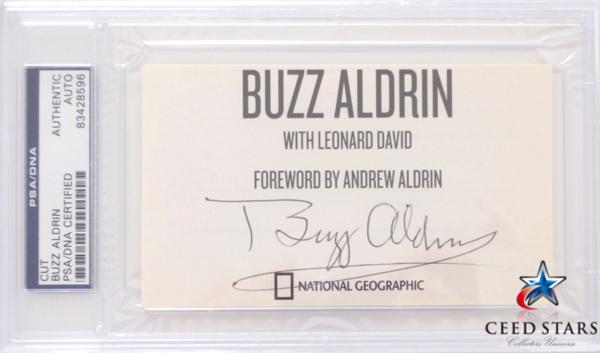 PSA/DNA
AUTHENTIC
AUTO
83428596
CUT
BUZZ ALDRIN
PSA/DNA CERTIFIED
BUZZ ALDRIN
WITH LEONARD DAVID
FOREWORD BY ANDREW ALDRIN
Buzz Aldrin
NATIONAL GEOGRAPHIC
CEED STARS
Collectors Universe